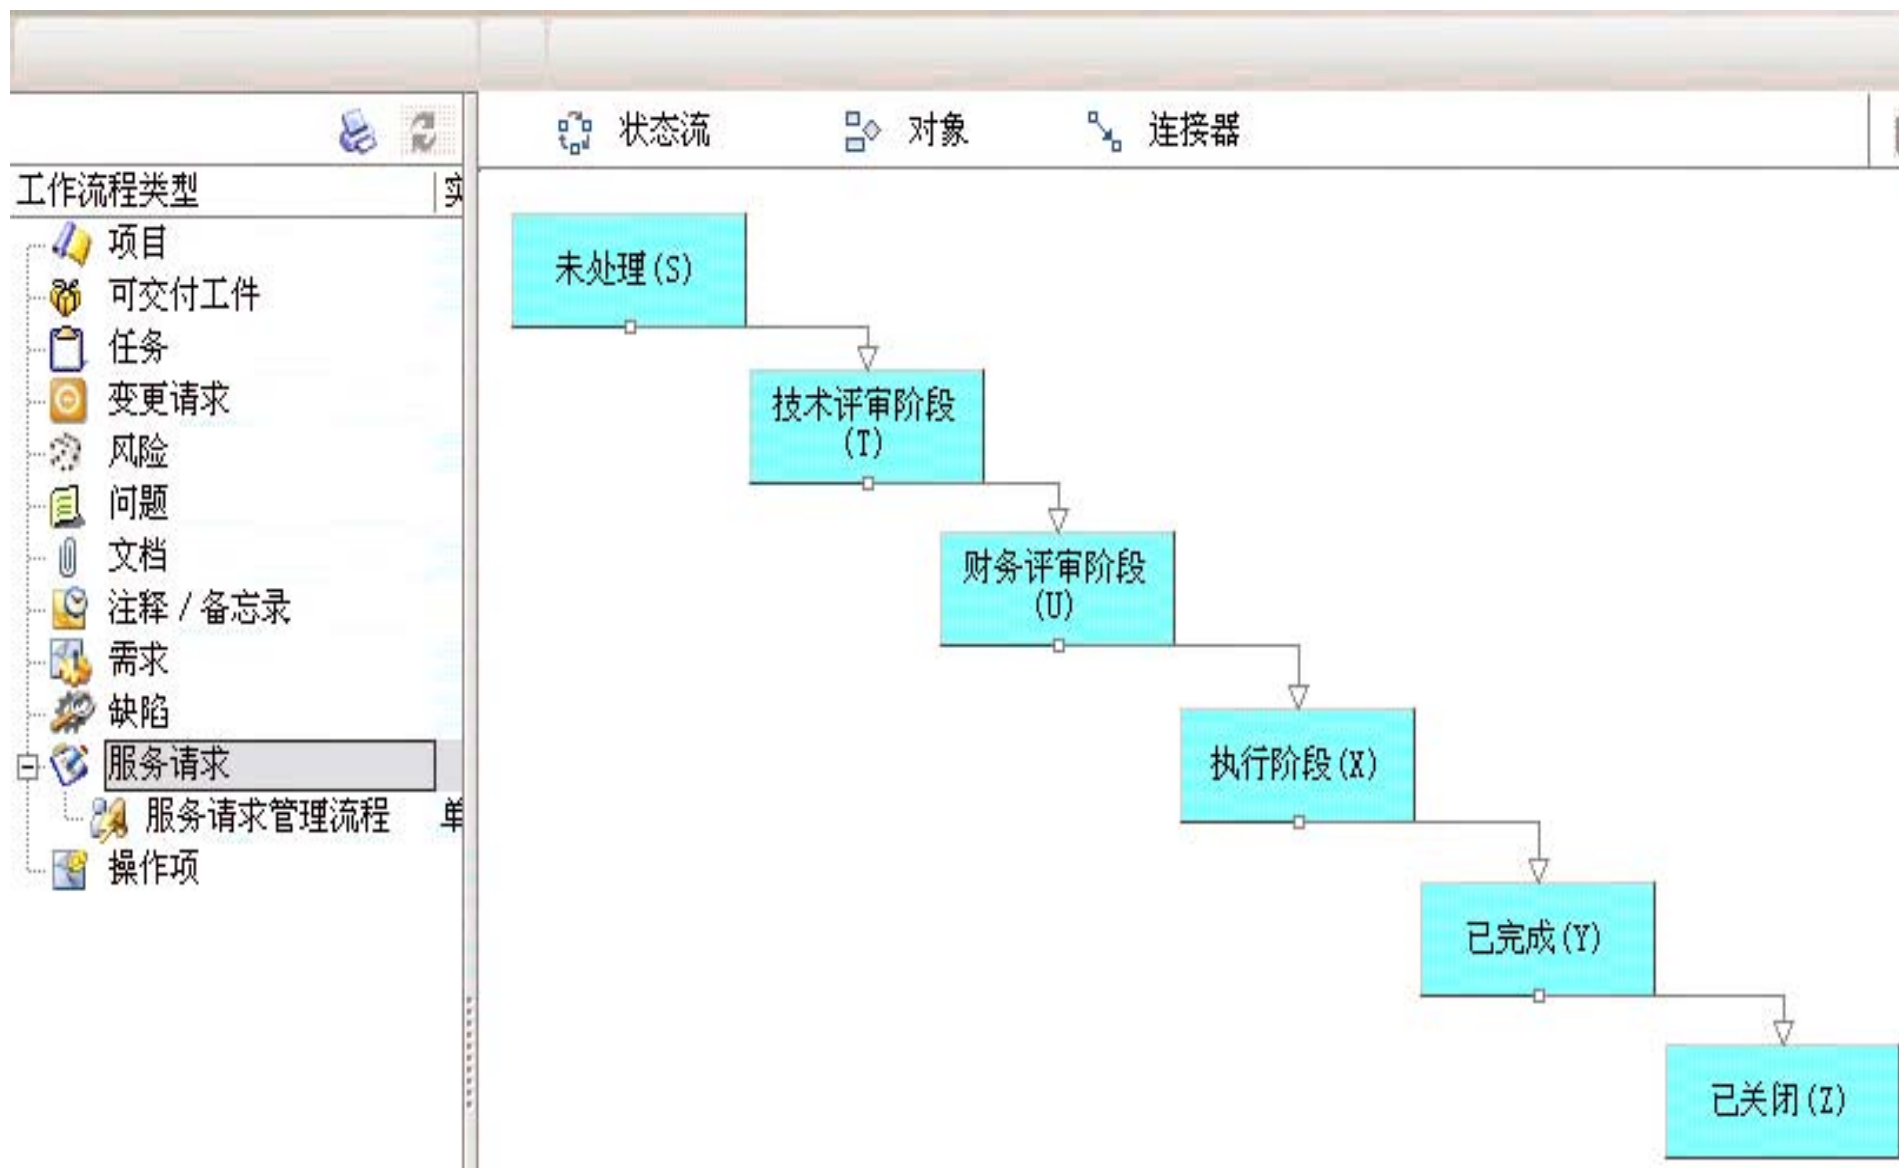 状态流 对象 连接器
工作流程类型
项目
可交付工件
任务
变更请求
风险
问题
文档
注释 / 备忘录
需求
缺陷
服务请求
服务请求管理流程
操作项
未处理(S)
技术评审阶段
(T)
财务评审阶段
(U)
执行阶段(X)
已完成(Y)
已关闭(Z)